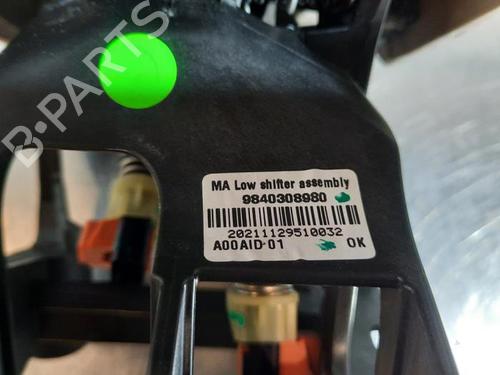 B-PARTS
MA Low shifter assembly
9840308980
20211129510032
A00AID-01 OK